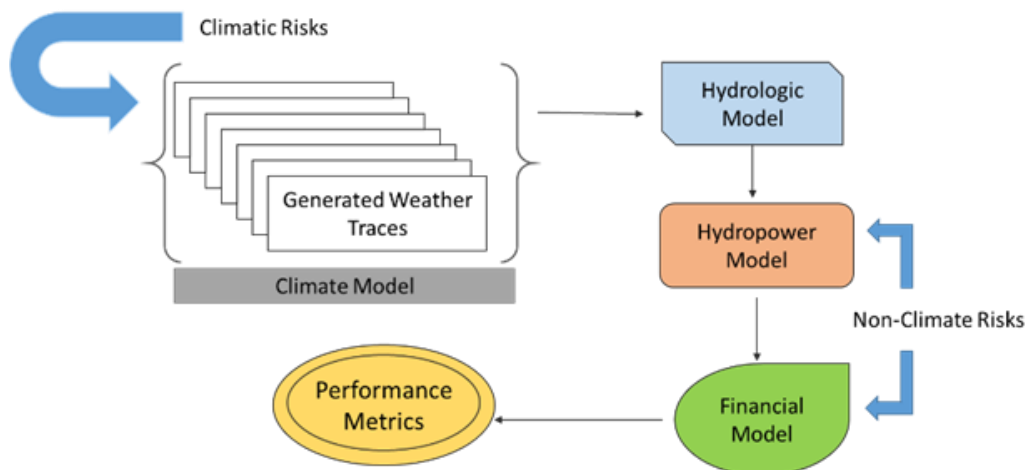 Climatic Risks
Generated Weather
Traces
Climate Model
Hydrologic
Model
Hydropower
Model
Non-Climate Risks
Financial
Model
Performance
Metrics